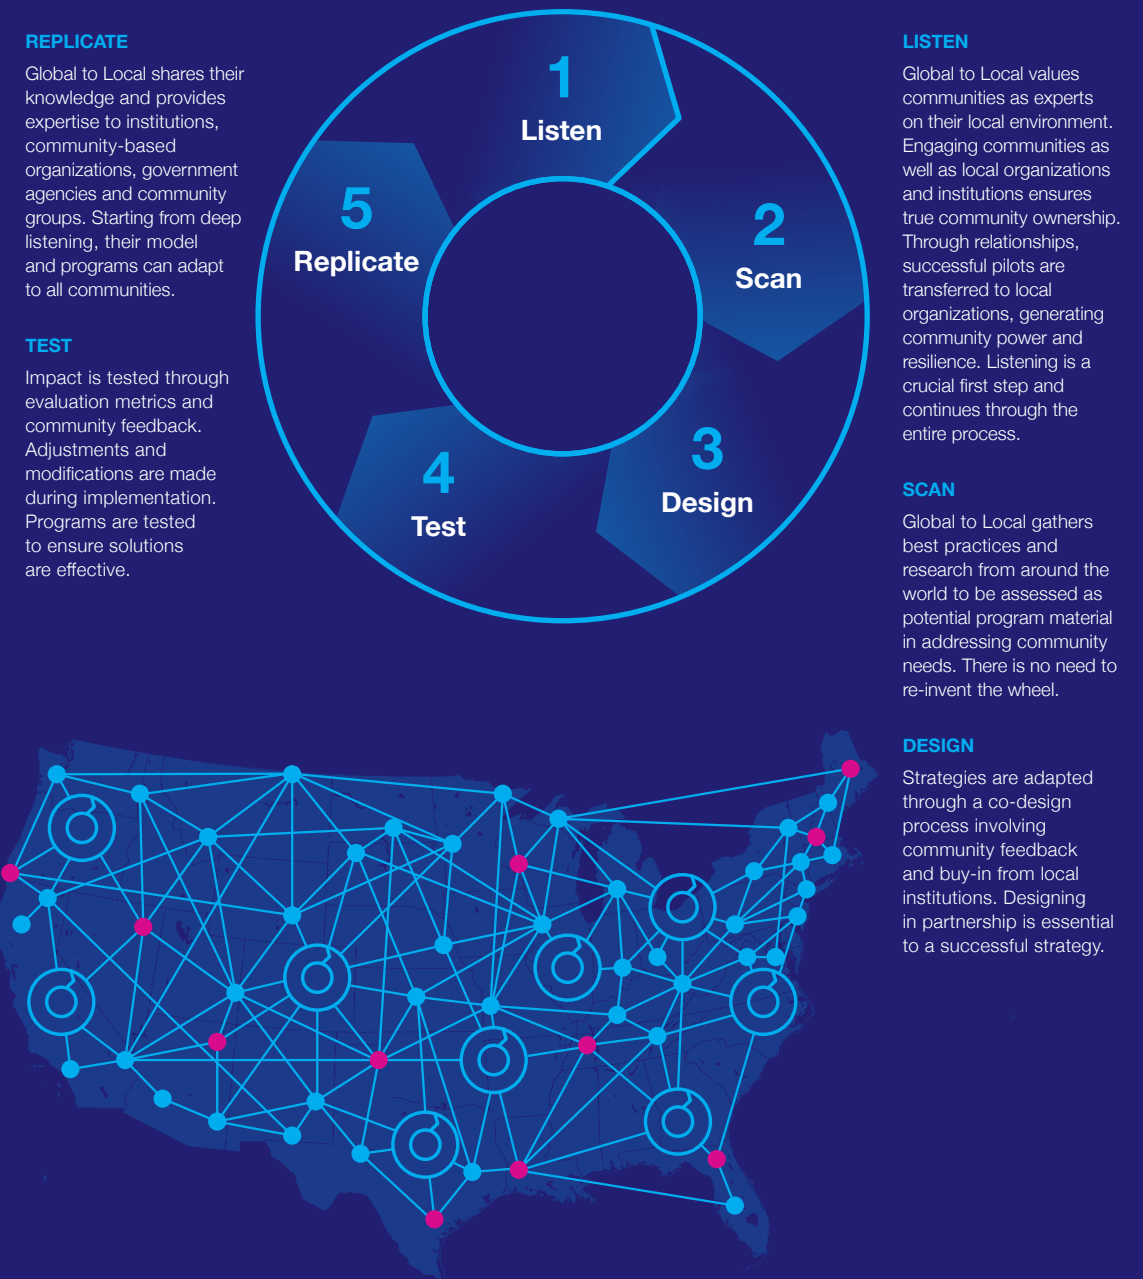 REPLICATE
Global to Local shares their
knowledge and provides
expertise to institutions,
community-based
organizations, government
agencies and community
groups. Starting from deep
listening, their model
and programs can adapt
to all communities.
TEST
Impact is tested through
evaluation metrics and
community feedback.
Adjustments and
modifications are made
during implementation.
Programs are tested
to ensure solutions
are effective.
1
Listen
2
Scan
3
Design
4
Test
5
Replicate
LISTEN
Global to Local values
communities as experts
on their local environment.
Engaging communities as
well as local organizations
and institutions ensures
true community ownership.
Through relationships,
successful pilots are
transferred to local
organizations, generating
community power and
resilience. Listening is a
crucial first step and
continues through the
entire process.
SCAN
Global to Local gathers
best practices and
research from around the
world to be assessed as
potential program material
in addressing community
needs. There is no need to
re-invent the wheel.
DESIGN
Strategies are adapted
through a co-design
process involving
community feedback
and buy-in from local
institutions. Designing
in partnership is essential
to a successful strategy.